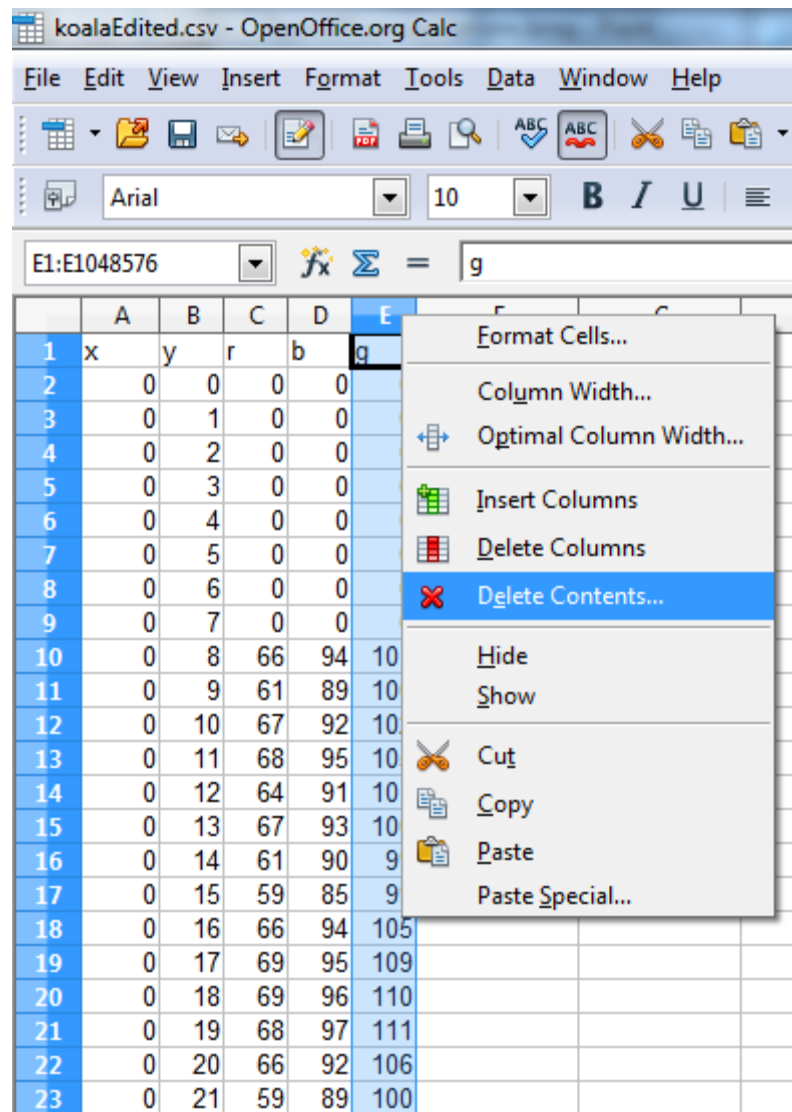 koalaEdited.csv - OpenOffice.org Calc
File Edit View Insert Format Tools Data Window Help
PDF ABC ABC
Arial 10 B I U
E1:E1048576 fx Σ = g
A B C D E
1 x y r b g
2 0 0 0 0
3 0 1 0 0
4 0 2 0 0
5 0 3 0 0
6 0 4 0 0
7 0 5 0 0
8 0 6 0 0
9 0 7 0 0
10 0 8 66 94
11 0 9 61 89
12 0 10 67 92
13 0 11 68 95
14 0 12 64 91
15 0 13 67 93
16 0 14 61 90
17 0 15 59 85
18 0 16 66 94 105
19 0 17 69 95 109
20 0 18 69 96 110
21 0 19 68 97 111
22 0 20 66 92 106
23 0 21 59 89 100
Format Cells...
Column Width...
Optimal Column Width...
Insert Columns
Delete Columns
Delete Contents...
Hide
Show
Cut
Copy
Paste
Paste Special...